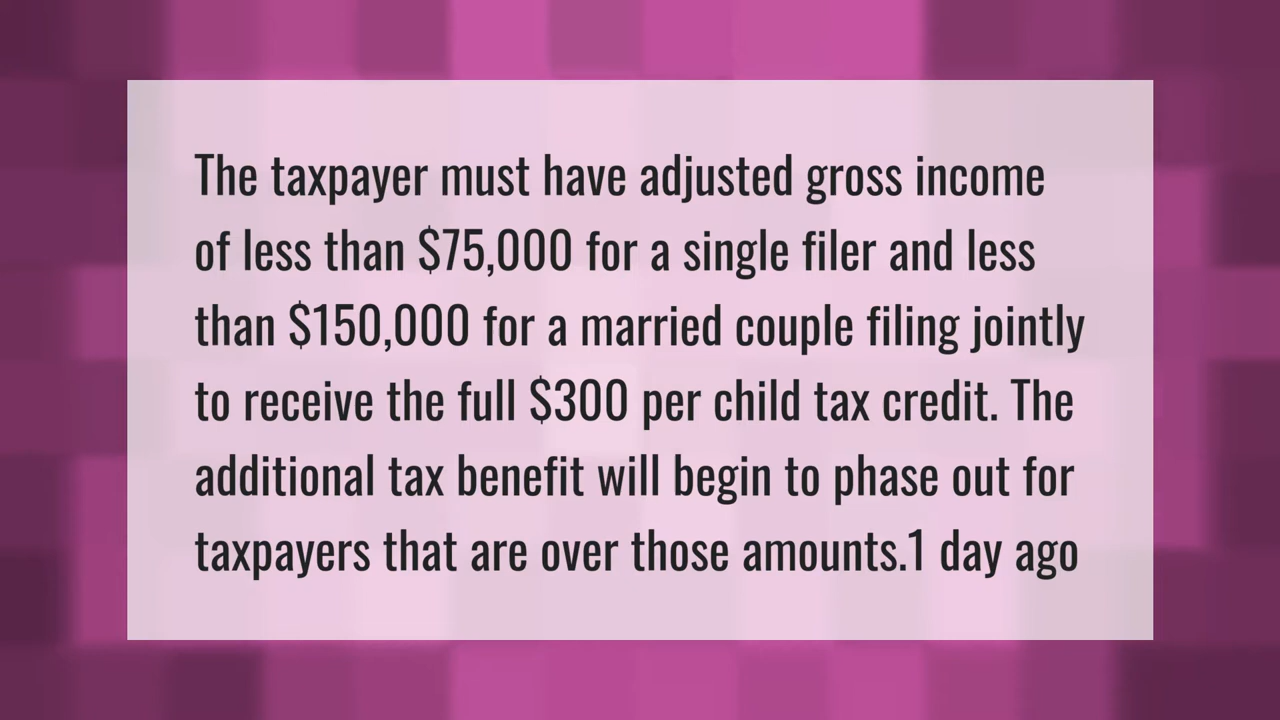 The taxpayer must have adjusted gross income
of less than $75,000 for a single filer and less
than $150,000 for a married couple filing jointly
to receive the full $300 per child tax credit. The
additional tax benefit will begin to phase out for
taxpayers that are over those amounts.1 day ago